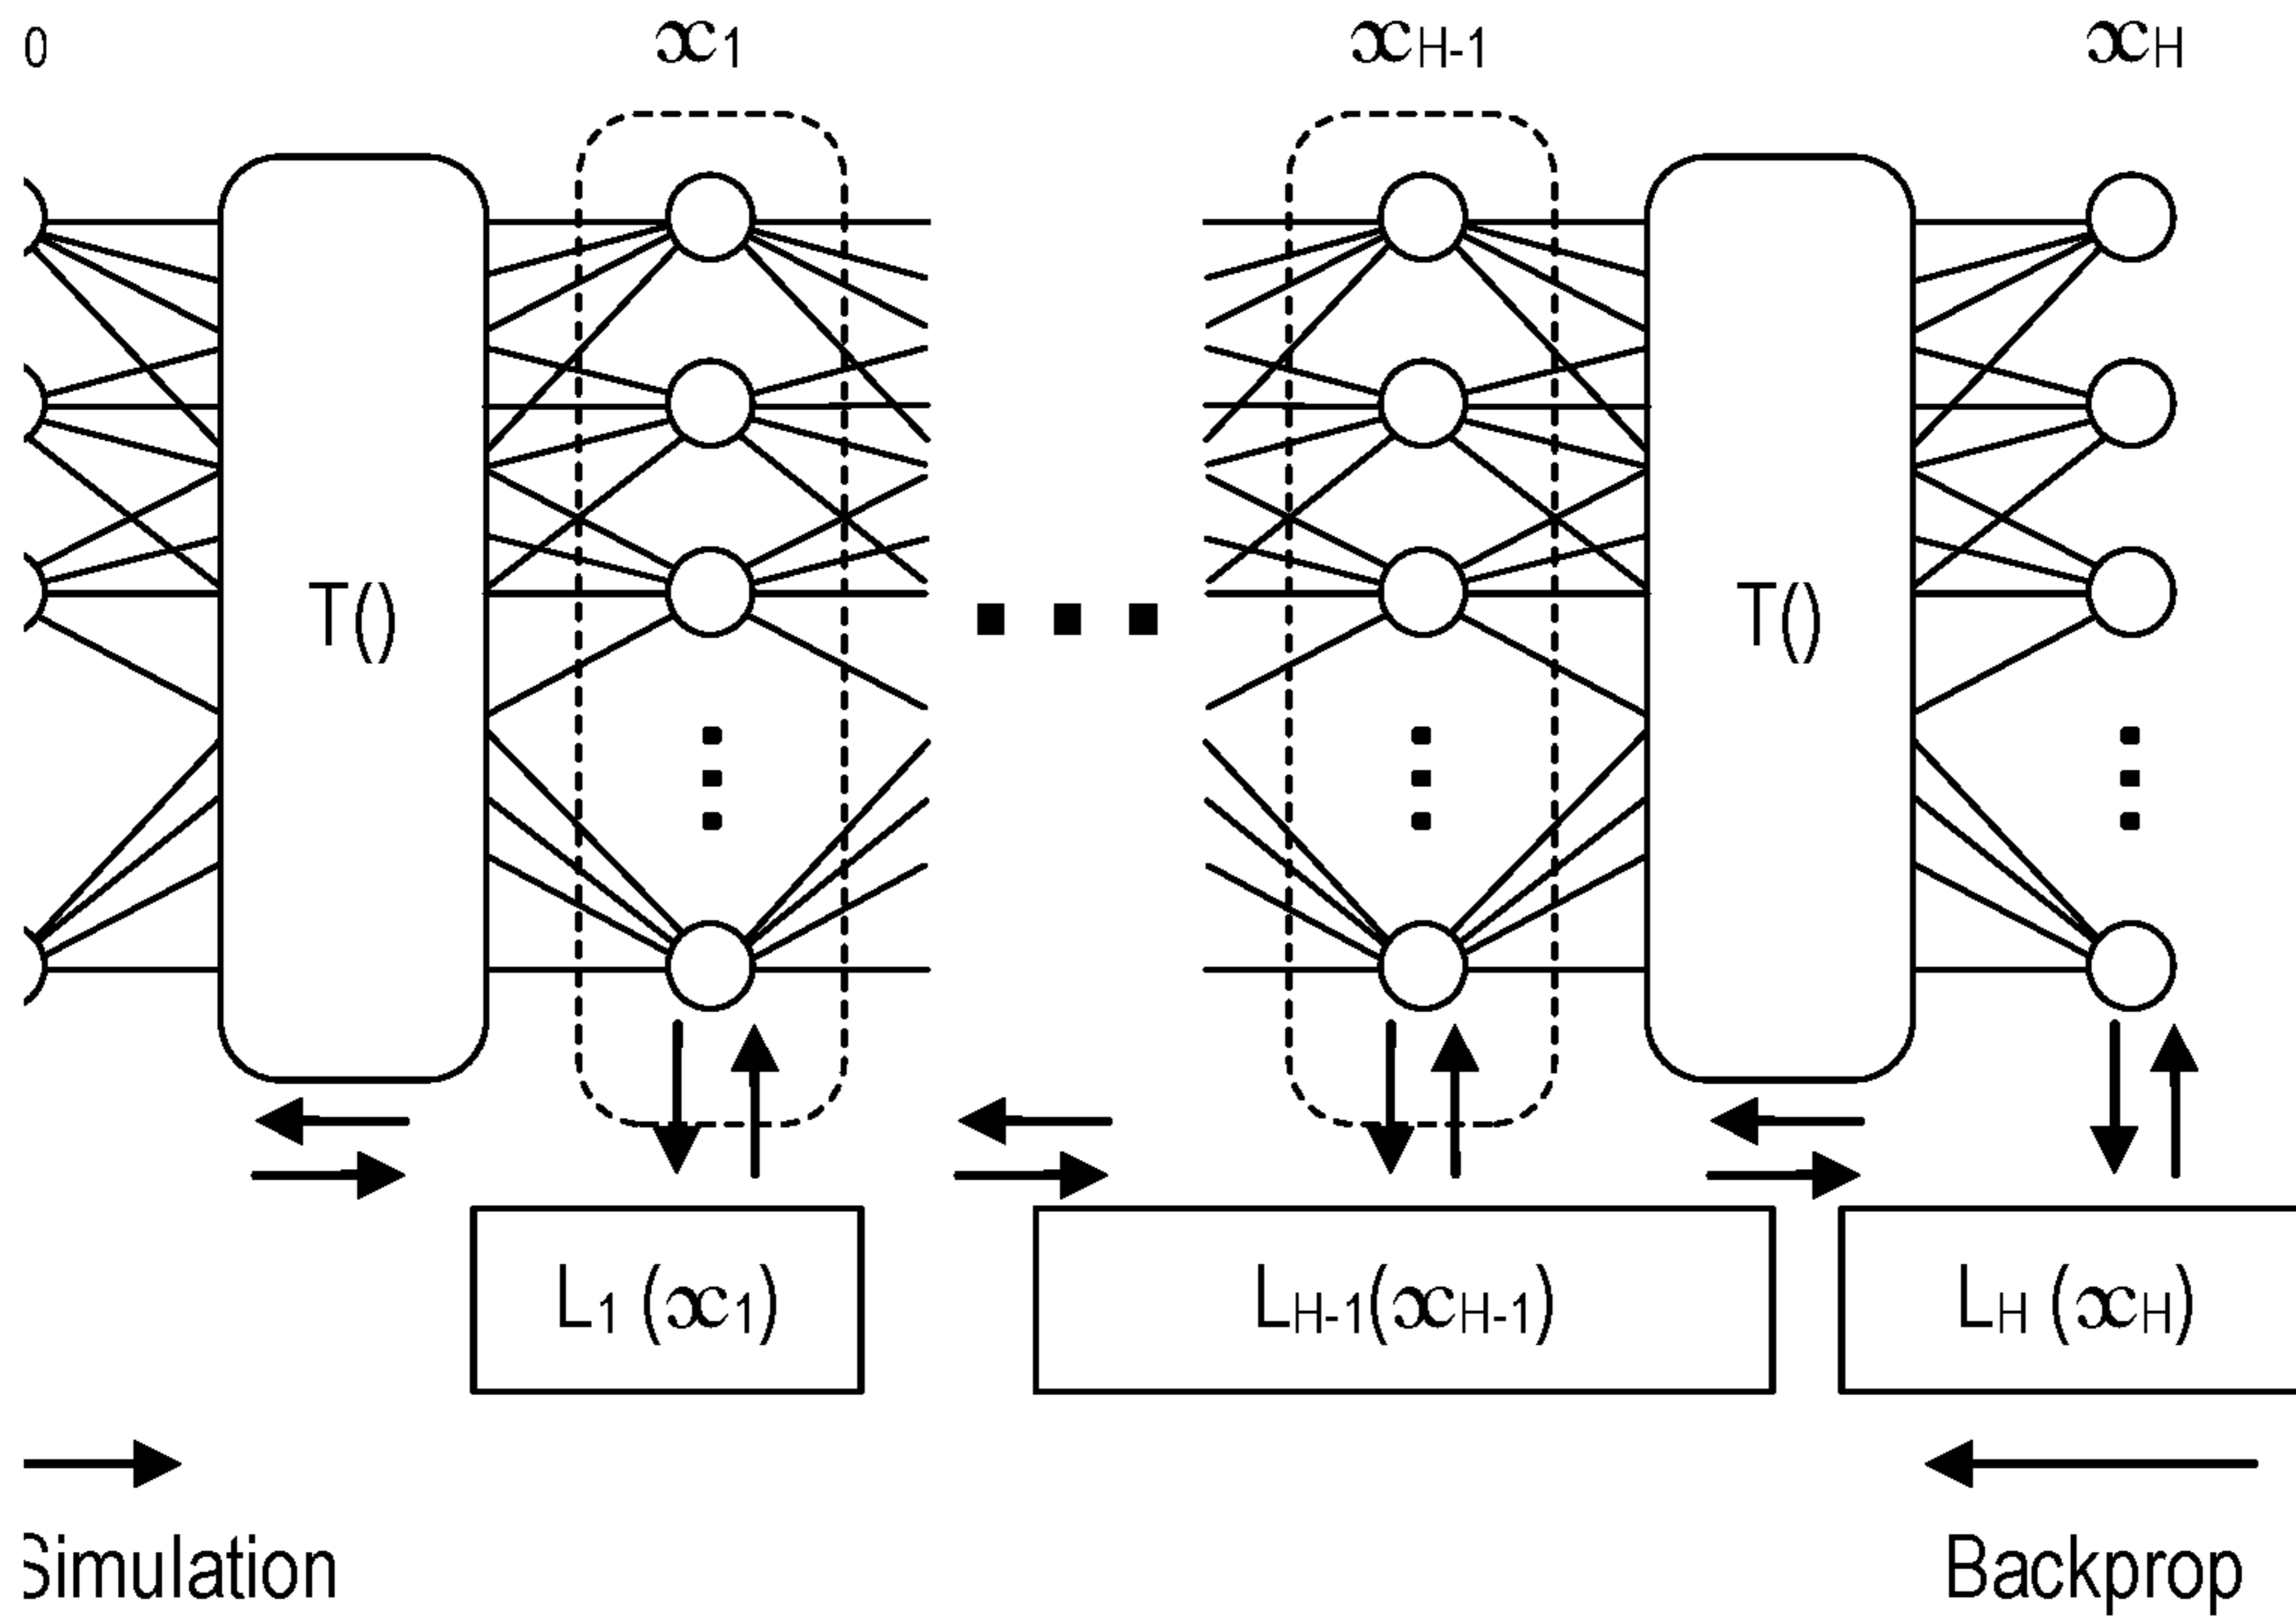 0 x1 xH-1 xH
T() T()
L1 (x1) LH-1(xH-1) LH (xH)
Simulation Backprop